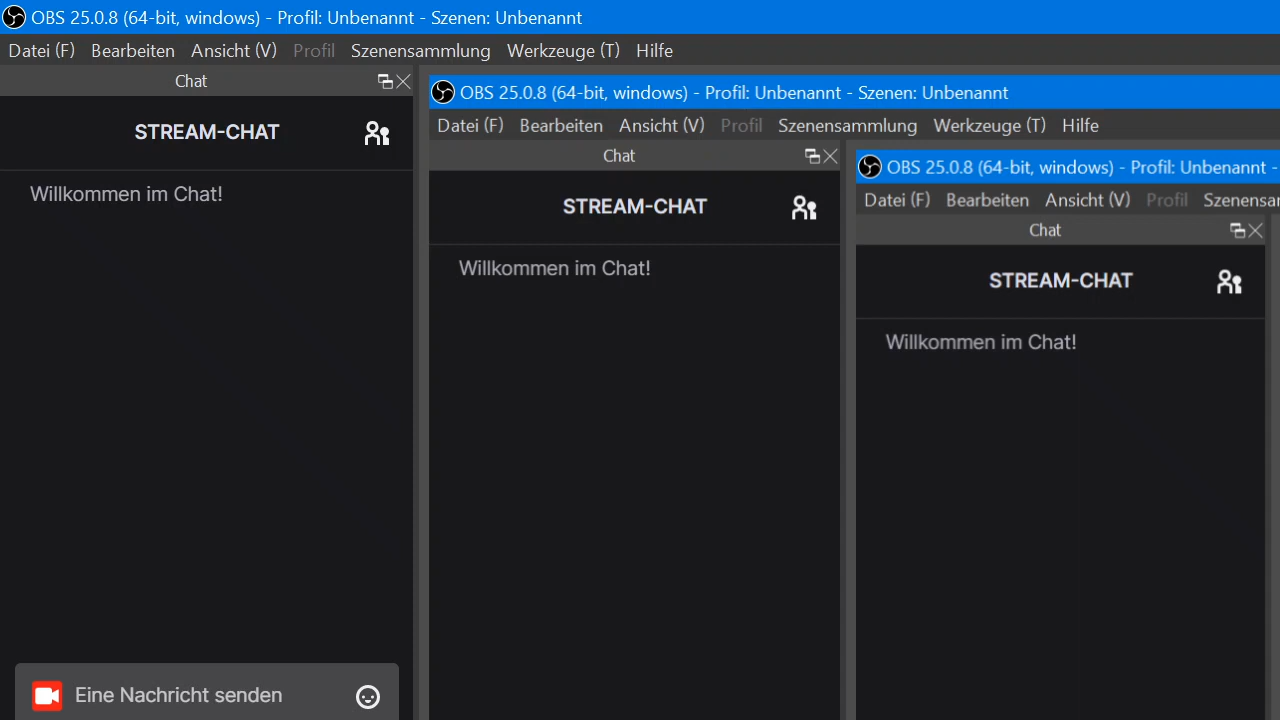 OBS 25.0.8 (64-bit, windows) - Profil: Unbenannt - Szenen: Unbenannt
Datei (F) Bearbeiten Ansicht (V) Profil Szenensammlung Werkzeuge (T) Hilfe
Chat
STREAM-CHAT
Willkommen im Chat!
Eine Nachricht senden
OBS 25.0.8 (64-bit, windows) - Profil: Unbenannt - Szenen: Unbenannt
Datei (F) Bearbeiten Ansicht (V) Profil Szenensammlung Werkzeuge (T) Hilfe
Chat
STREAM-CHAT
Willkommen im Chat!
OBS 25.0.8 (64-bit, windows) - Profil: Unbenannt -
Datei (F) Bearbeiten Ansicht (V) Profil Szenensa
Chat
STREAM-CHAT
Willkommen im Chat!